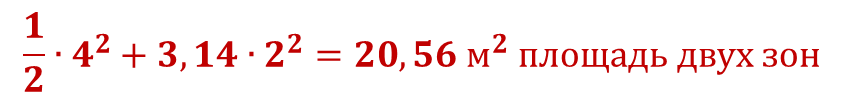 1/2 · 4² + 3,14 · 2² = 20,56 м² площадь двух зон